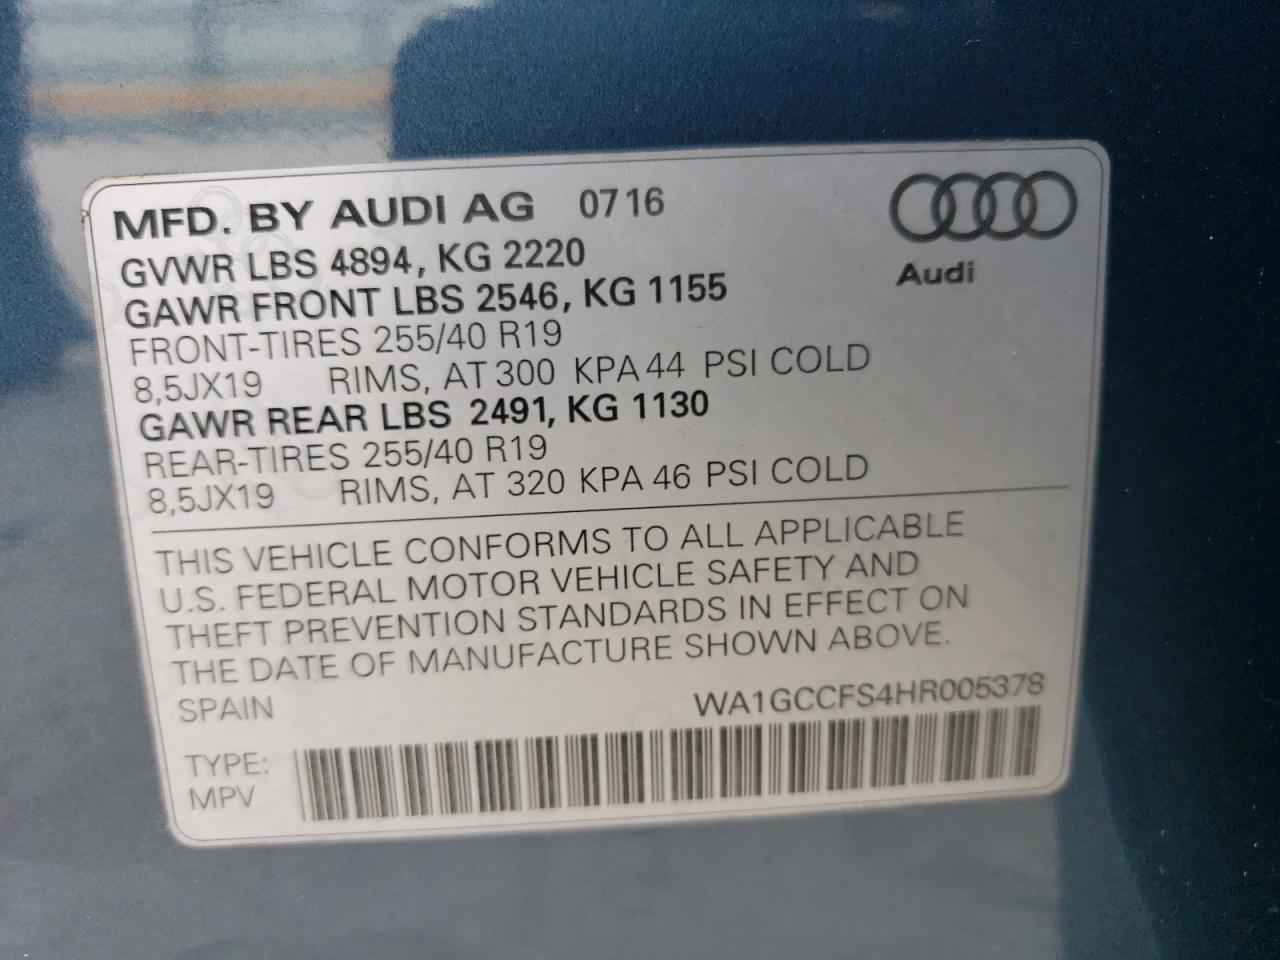 MFD. BY AUDI AG 0716
Audi
GVWR LBS 4894, KG 2220
GAWR FRONT LBS 2546, KG 1155
FRONT-TIRES 255/40 R19
8,5JX19 RIMS, AT 300 KPA 44 PSI COLD
GAWR REAR LBS 2491, KG 1130
REAR-TIRES 255/40 R19
8,5JX19 RIMS, AT 320 KPA 46 PSI COLD
THIS VEHICLE CONFORMS TO ALL APPLICABLE
U.S. FEDERAL MOTOR VEHICLE SAFETY AND
THEFT PREVENTION STANDARDS IN EFFECT ON
THE DATE OF MANUFACTURE SHOWN ABOVE.
SPAIN WA1GCCFS4HR005378
TYPE:
MPV